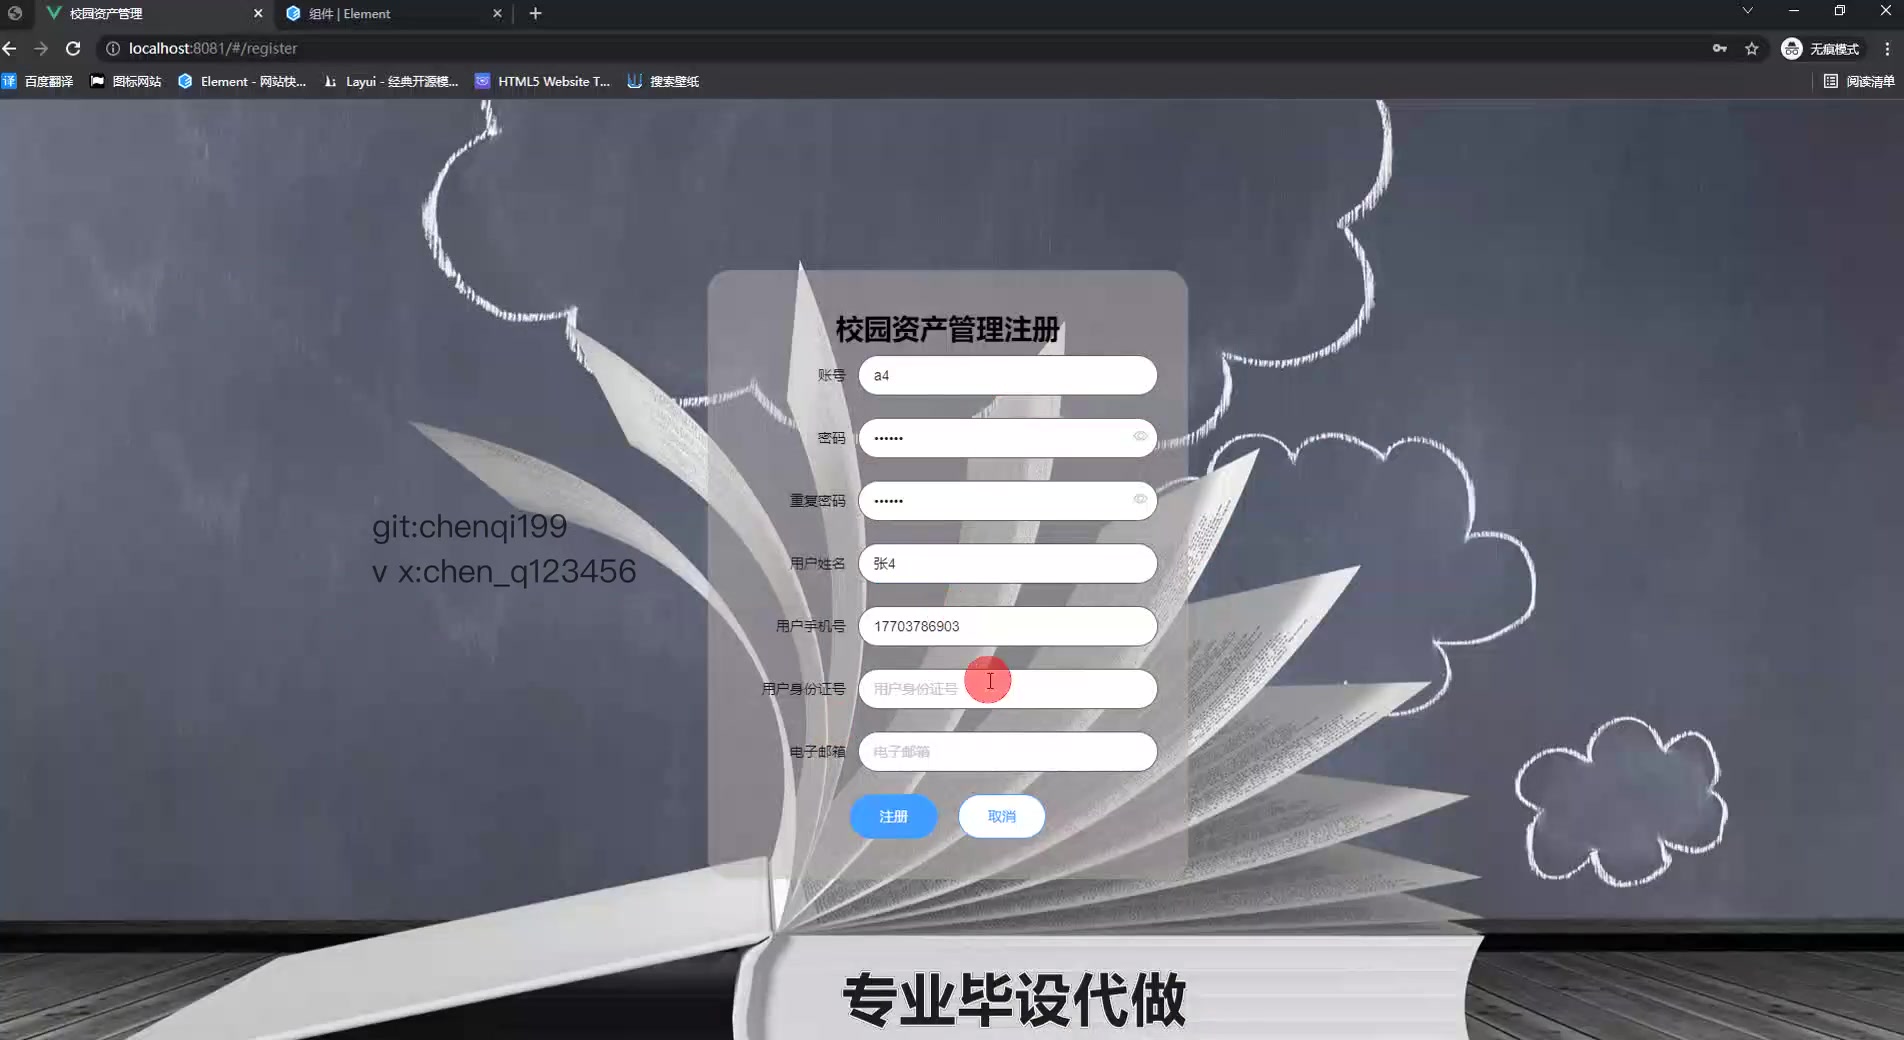 校园资产管理
组件 | Element
localhost:8081/#/register
无痕模式
译 百度翻译
图标网站
Element - 网站快...
Layui - 经典开源模...
HTML5 Website T...
搜索壁纸
阅读清单
校园资产管理注册
账号 a4
密码 ••••••
重复密码 ••••••
用户姓名 张4
用户手机号 17703786903
用户身份证号 用户身份证号
电子邮箱 电子邮箱
注册 取消
git:chenqi199
v x:chen_q123456
专业毕设代做